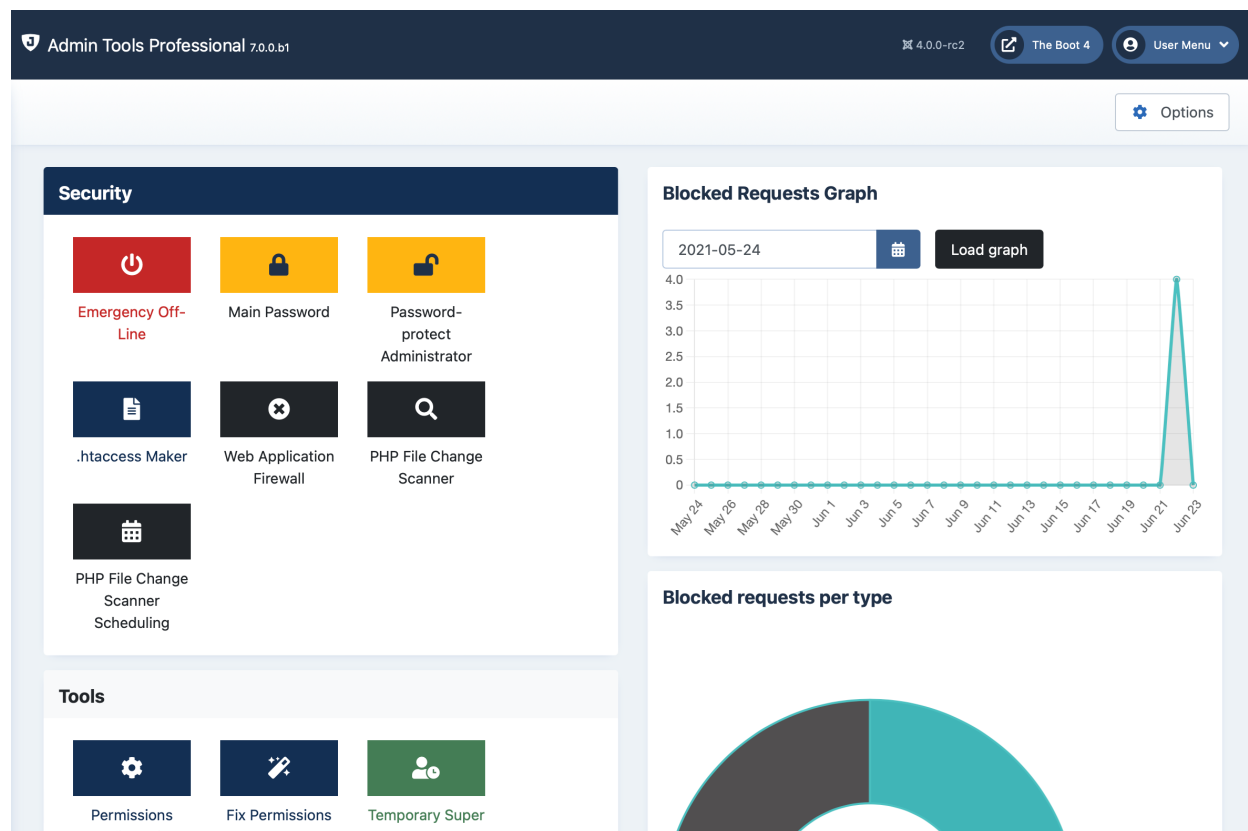 Admin Tools Professional 7.0.0.b1
4.0.0-rc2
The Boot 4
User Menu
Options
Security
Emergency Off-
Line
Main Password
Password-
protect
Administrator
.htaccess Maker
Web Application
Firewall
PHP File Change
Scanner
PHP File Change
Scanner
Scheduling
Tools
Permissions
Fix Permissions
Temporary Super
Blocked Requests Graph
2021-05-24
Load graph
4.0
3.5
3.0
2.5
2.0
1.5
1.0
0.5
0
May 24
May 26
May 28
May 30
Jun 1
Jun 3
Jun 5
Jun 7
Jun 9
Jun 11
Jun 13
Jun 15
Jun 17
Jun 19
Jun 21
Jun 23
Blocked requests per type